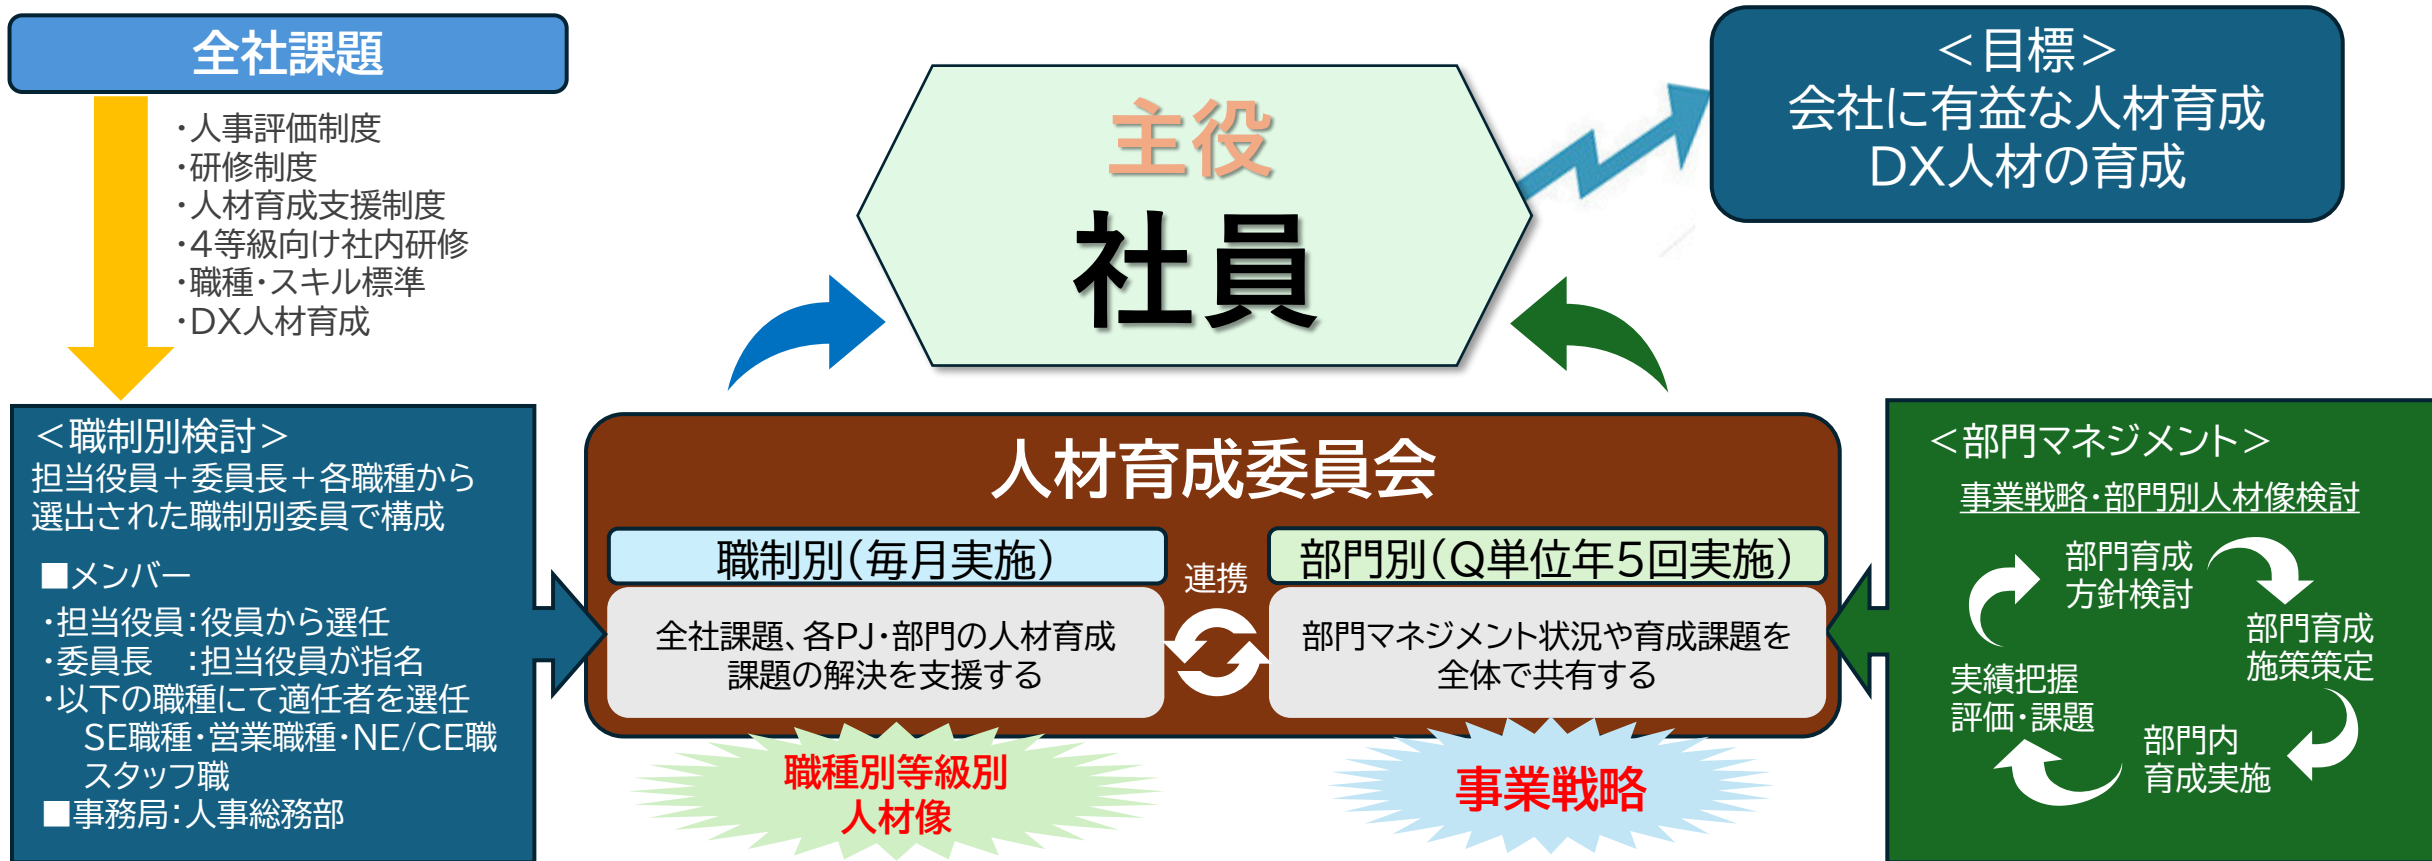 全社課題
・人事評価制度
・研修制度
・人材育成支援制度
・4等級向け社内研修
・職種・スキル標準
・DX人材育成
主役
社員
＜目標＞
会社に有益な人材育成
DX人材の育成
＜職制別検討＞
担当役員＋委員長＋各職種から
選出された職制別委員で構成
■メンバー
・担当役員：役員から選任
・委員長　：担当役員が指名
・以下の職種にて適任者を選任
SE職種・営業職種・NE/CE職
スタッフ職
■事務局：人事総務部
人材育成委員会
職制別（毎月実施）
全社課題、各PJ・部門の人材育成
課題の解決を支援する
連携
部門別（Q単位年5回実施）
部門マネジメント状況や育成課題を
全体で共有する
職種別等級別
人材像
事業戦略
＜部門マネジメント＞
事業戦略・部門別人材像検討
部門育成
方針検討
部門育成
施策策定
部門内
育成実施
実績把握
評価・課題